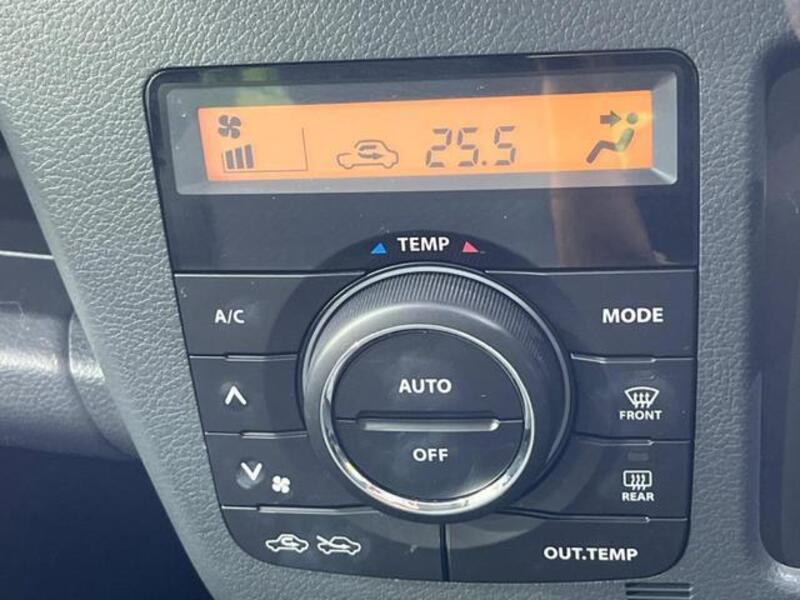 25.5
TEMP
A/C
MODE
AUTO
FRONT
OFF
REAR
OUT.TEMP